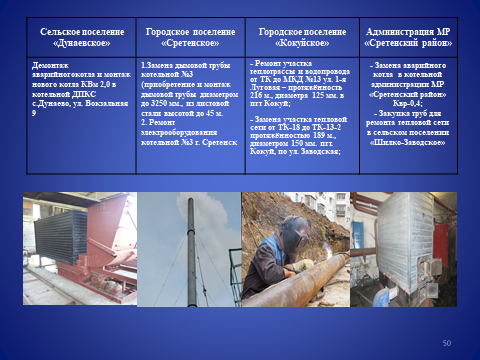 Сельское поселение
«Дунаевское»
Городское поселение
«Сретенское»
Городское поселение
«Кокуйское»
Администрация МР
«Сретенский район»
Демонтаж
аварийногокотла и монтаж
нового котла КВм 2,0 в
котельной ДПКС
с.Дунаево, ул. Вокзальная
9
1.Замена дымовой трубы
котельной №3
(приобретение и монтаж
дымовой трубы диаметром
до 3250 мм., из листовой
стали высотой до 45 м.
2. Ремонт
электрооборудования
котельной №3 г. Сретенск
- Ремонт участка
теплотрассы и водопровода
от ТК до МКД №13 ул. 1-я
Луговая – протяжённость
216 м., диаметр 125 мм. в
пгт Кокуй;
- Замена участка тепловой
сети от ТК-18 до ТК-13-2
протяжённостью 189 м.,
диаметром 150 мм. пгт.
Кокуй, по ул. Заводская;
- Замена аварийного
котла в котельной
администрации МР
«Сретенский район»
Квр-0,4;
- Закупка труб для
ремонта тепловой сети
в сельском поселении
«Шилко-Заводское»
50